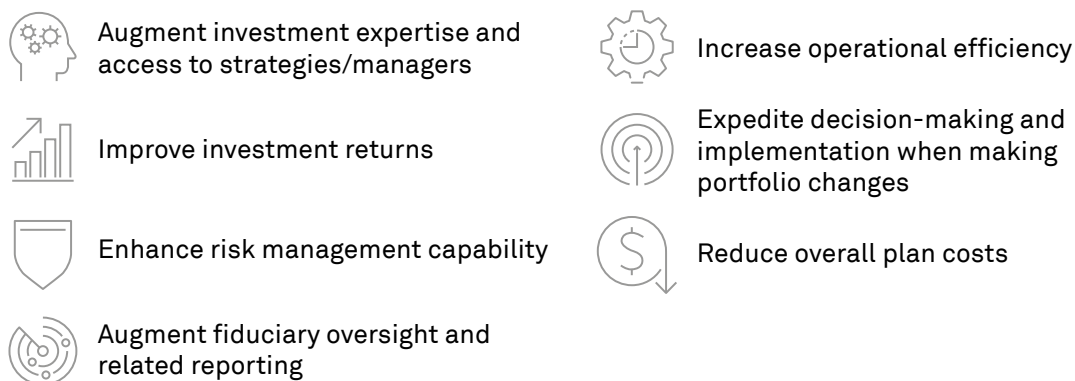 Augment investment expertise and
access to strategies/managers
Improve investment returns
Enhance risk management capability
Augment fiduciary oversight and
related reporting
Increase operational efficiency
Expedite decision-making and
implementation when making
portfolio changes
$
Reduce overall plan costs